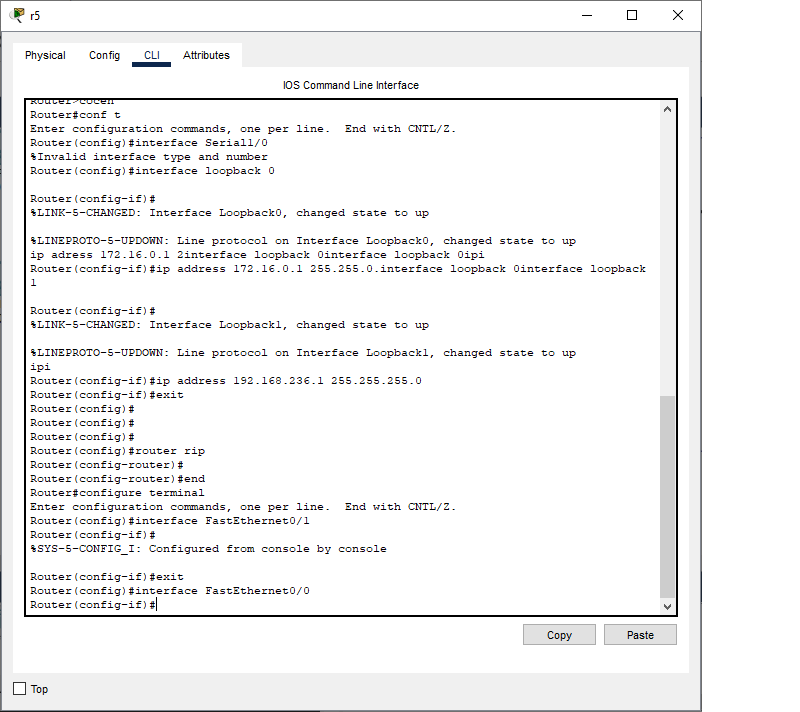 r5
Physical Config CLI Attributes
IOS Command Line Interface
Router>cocen
Router#conf t
Enter configuration commands, one per line.  End with CNTL/Z.
Router(config)#interface Serial1/0
%Invalid interface type and number
Router(config)#interface loopback 0
Router(config-if)#
%LINK-5-CHANGED: Interface Loopback0, changed state to up
%LINEPROTO-5-UPDOWN: Line protocol on Interface Loopback0, changed state to up
ip adress 172.16.0.1 2interface loopback 0interface loopback 0ipi
Router(config-if)#ip address 172.16.0.1 255.255.0.interface loopback 0interface loopback
1
Router(config-if)#
%LINK-5-CHANGED: Interface Loopback1, changed state to up
%LINEPROTO-5-UPDOWN: Line protocol on Interface Loopback1, changed state to up
ipi
Router(config-if)#ip address 192.168.236.1 255.255.255.0
Router(config-if)#exit
Router(config)#
Router(config)#
Router(config)#
Router(config)#router rip
Router(config-router)#
Router(config-router)#end
Router#configure terminal
Enter configuration commands, one per line.  End with CNTL/Z.
Router(config)#interface FastEthernet0/1
Router(config-if)#
%SYS-5-CONFIG_I: Configured from console by console
Router(config-if)#exit
Router(config)#interface FastEthernet0/0
Router(config-if)#
Copy Paste
Top